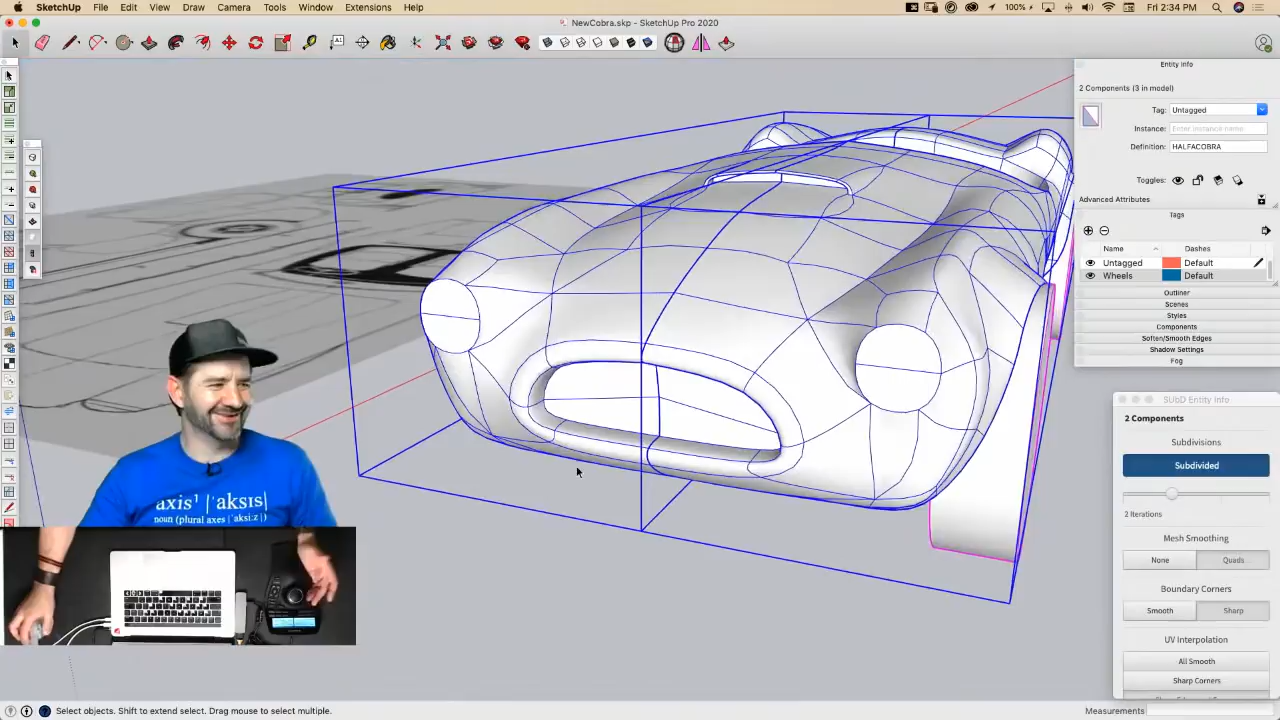 SketchUp File Edit View Draw Camera Tools Window Extensions Help
100% Fri 2:34 PM
NewCobra.skp - SketchUp Pro 2020
Entity Info
2 Components (3 in model)
Tag: Untagged
Instance: Enter instance name
Definition: HALFACOBRA
Toggles:
Advanced Attributes
Tags
Name Dashes
Untagged Default
Wheels Default
Outliner
Scenes
Styles
Components
Soften/Smooth Edges
Shadow Settings
Fog
SUbD Entity Info
2 Components
Subdivisions
Subdivided
2 Iterations
Mesh Smoothing
None Quads
Boundary Corners
Smooth Sharp
UV Interpolation
All Smooth
Sharp Corners
axis¹ |ˈaksɪs|
noun (plural axes |ˈak.si:z|)
Select objects. Shift to extend select. Drag mouse to select multiple.
Measurements